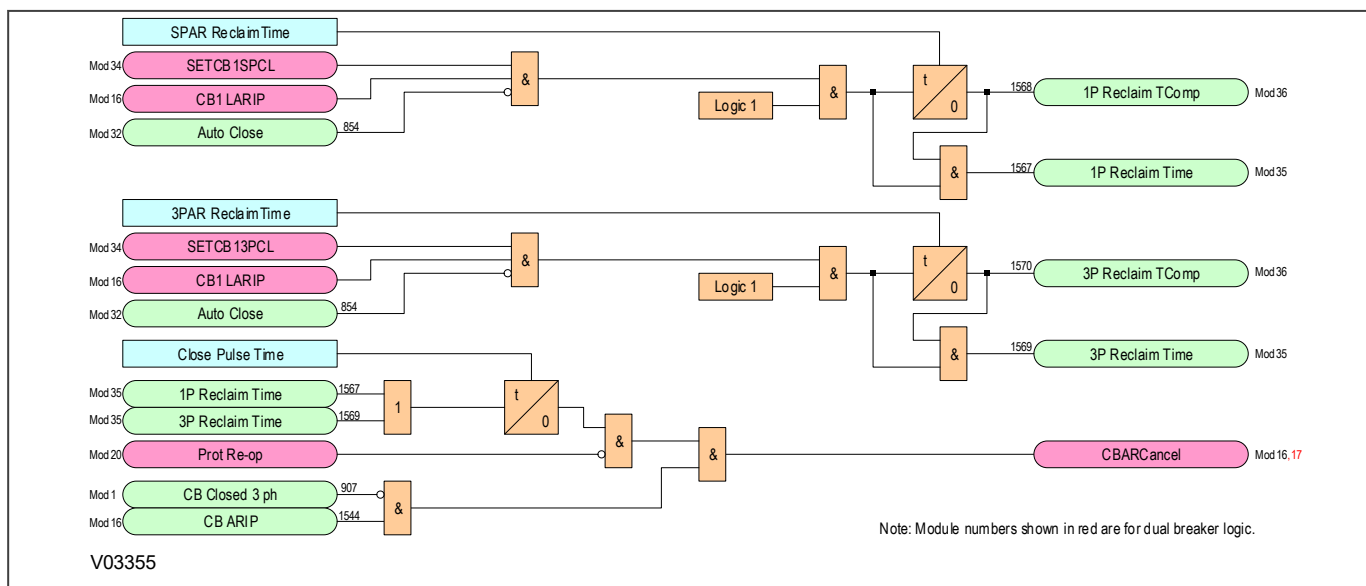 SPAR Reclaim Time
Mod 34 SETCB1SPCL
&
Mod 16 CB1 LARIP
Logic 1
&
t
0
1568 1P Reclaim TComp Mod 36
Mod 32 Auto Close 854
&
1567 1P Reclaim Time Mod 35
3PAR Reclaim Time
Mod 34 SETCB13PCL
&
Mod 16 CB1 LARIP
Logic 1
&
t
0
1570 3P Reclaim TComp Mod 36
Mod 32 Auto Close 854
&
1569 3P Reclaim Time Mod 35
Close Pulse Time
Mod 35 1P Reclaim Time 1567
1
t
0
Mod 35 3P Reclaim Time 1569
&
Mod 20 Prot Re-op
&
CBARCancel Mod 16,17
Mod 1 CB Closed 3 ph 907
&
Mod 16 CB ARIP 1544
Note: Module numbers shown in red are for dual breaker logic.
V03355